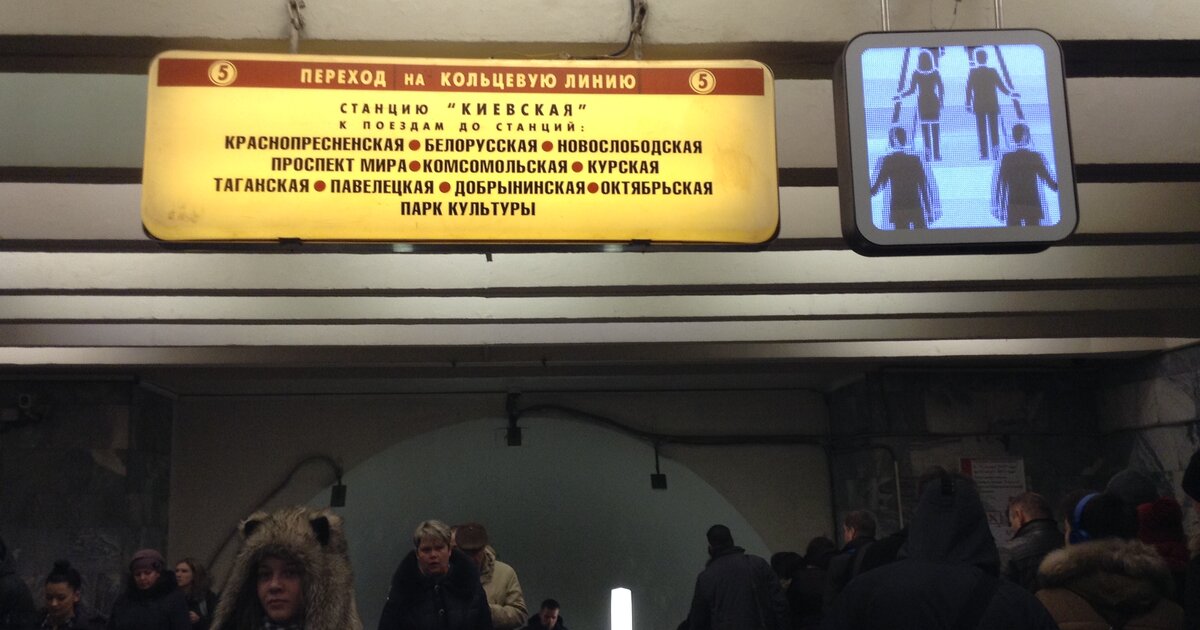 5 ПЕРЕХОД НА КОЛЬЦЕВУЮ ЛИНИЮ 5
СТАНЦИЮ "КИЕВСКАЯ"
К ПОЕЗДАМ ДО СТАНЦИЙ:
КРАСНОПРЕСНЕНСКАЯ ● БЕЛОРУССКАЯ ● НОВОСЛОБОДСКАЯ
ПРОСПЕКТ МИРА ● КОМСОМОЛЬСКАЯ ● КУРСКАЯ
ТАГАНСКАЯ ● ПАВЕЛЕЦКАЯ ● ДОБРЫНИНСКАЯ ● ОКТЯБРЬСКАЯ
ПАРК КУЛЬТУРЫ